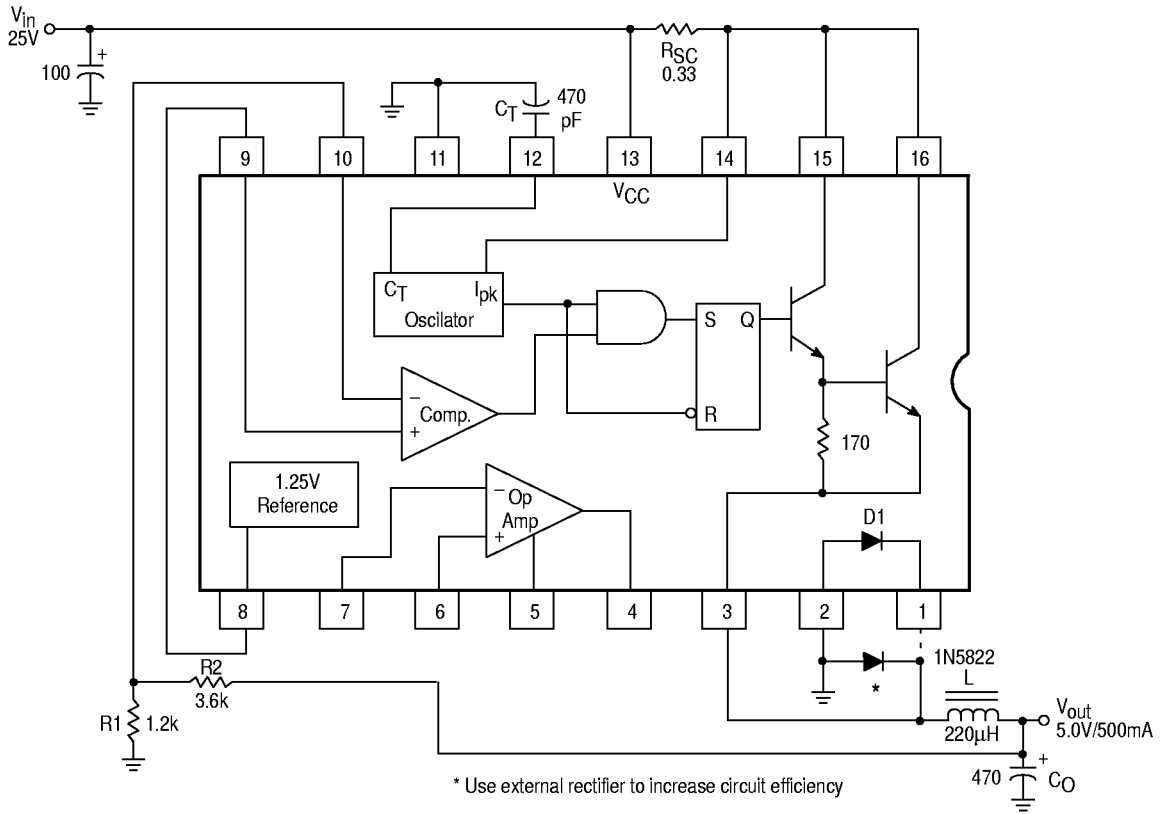 Vin
25V
100
+
RSC
0.33
CT
470
pF
9
10
11
12
13
14
15
16
VCC
CT
Ipk
Oscilator
S
Q
R
–
Comp.
+
170
1.25V
Reference
– Op
Amp
+
D1
8
7
6
5
4
3
2
1
R2
3.6k
R1
1.2k
*
1N5822
L
220µH
Vout
5.0V/500mA
470
+
CO
* Use external rectifier to increase circuit efficiency